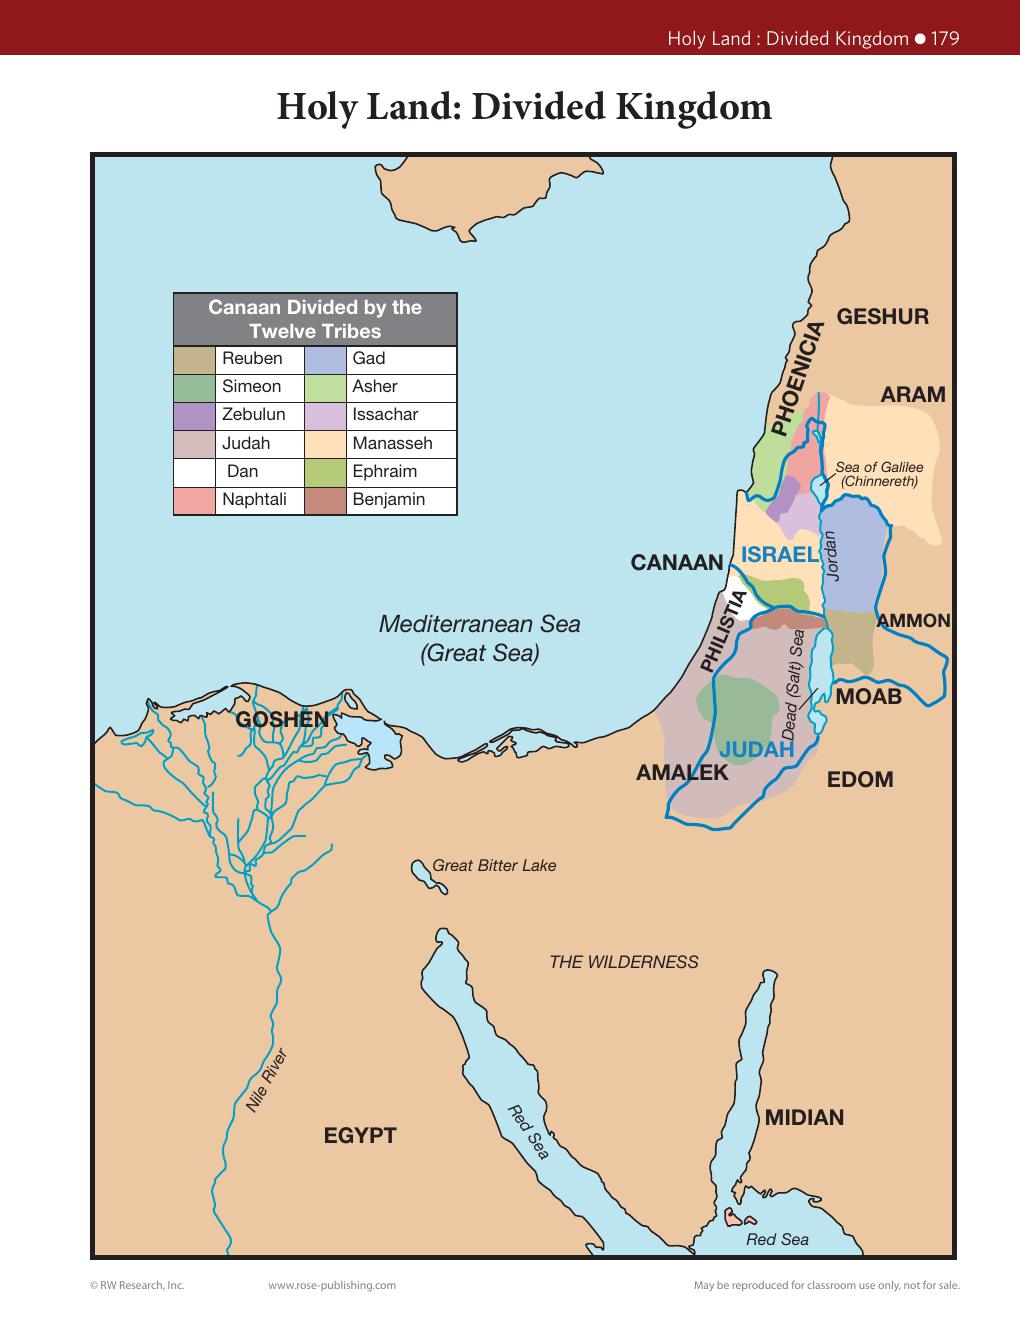 Holy Land : Divided Kingdom ● 179
Holy Land: Divided Kingdom
Canaan Divided by the
Twelve Tribes
Reuben Gad
Simeon Asher
Zebulun Issachar
Judah Manasseh
Dan Ephraim
Naphtali Benjamin
GESHUR
PHOENICIA
ARAM
Sea of Galilee
(Chinnereth)
ISRAEL
CANAAN
Jordan
Mediterranean Sea
(Great Sea)
PHILISTIA
AMMON
Dead (Salt) Sea
MOAB
GOSHEN
JUDAH
AMALEK
EDOM
Great Bitter Lake
THE WILDERNESS
Nile River
Red Sea
EGYPT
MIDIAN
Red Sea
© RW Research, Inc. www.rose-publishing.com May be reproduced for classroom use only, not for sale.